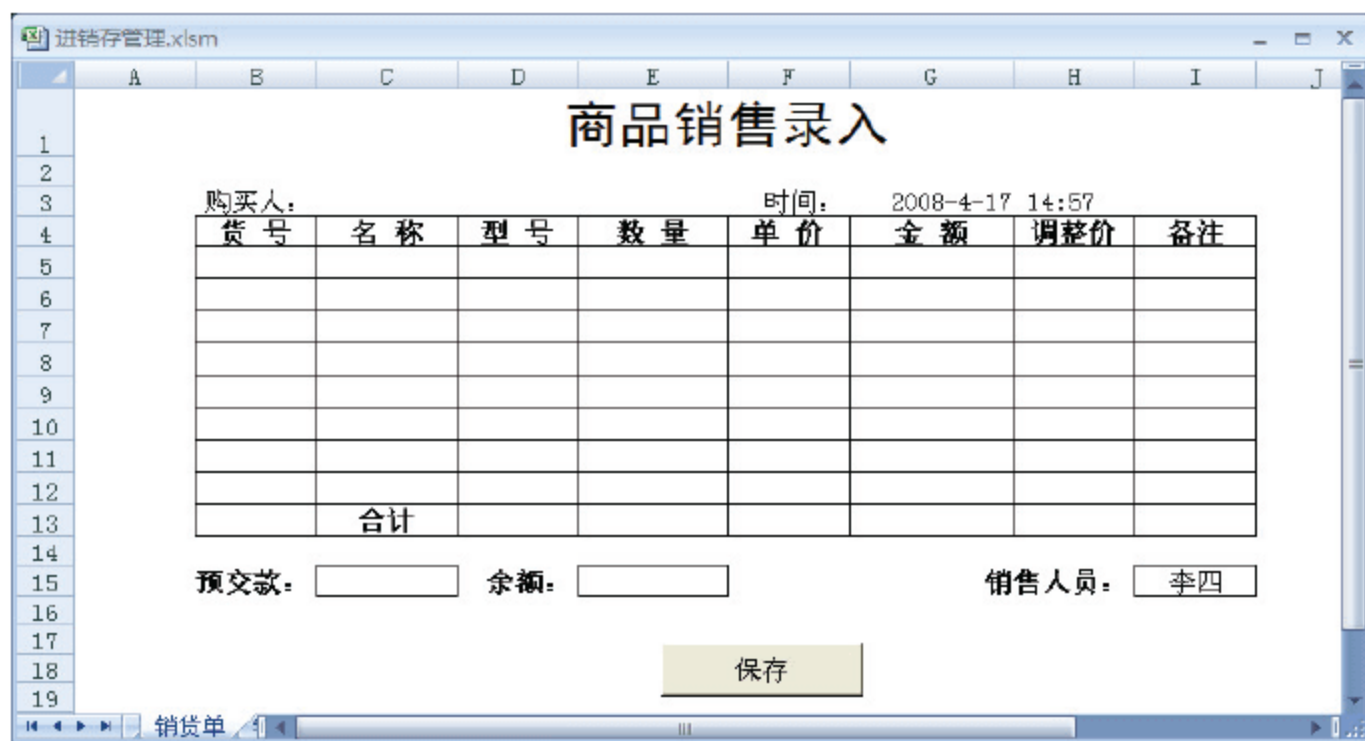 进销存管理.xlsm
A B C D E F G H I J
1 商品销售录入
2
3 购买人： 时间： 2008-4-17 14:57
4 货 号 名 称 型 号 数 量 单 价 金 额 调整价 备注
5
6
7
8
9
10
11
12
13 合计
14
15 预交款： 余额： 销售人员： 李四
16
17
18 保存
19
销货单